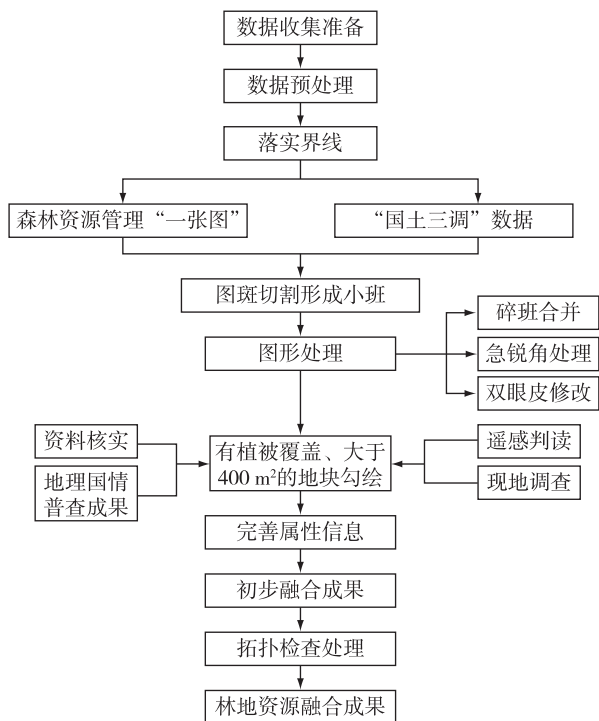 数据收集准备
数据预处理
落实界线
森林资源管理“一张图”
“国土三调”数据
图斑切割形成小班
图形处理
碎班合并
急锐角处理
双眼皮修改
资料核实
地理国情
普查成果
有植被覆盖、大于
400 m²的地块勾绘
遥感判读
现地调查
完善属性信息
初步融合成果
拓扑检查处理
林地资源融合成果